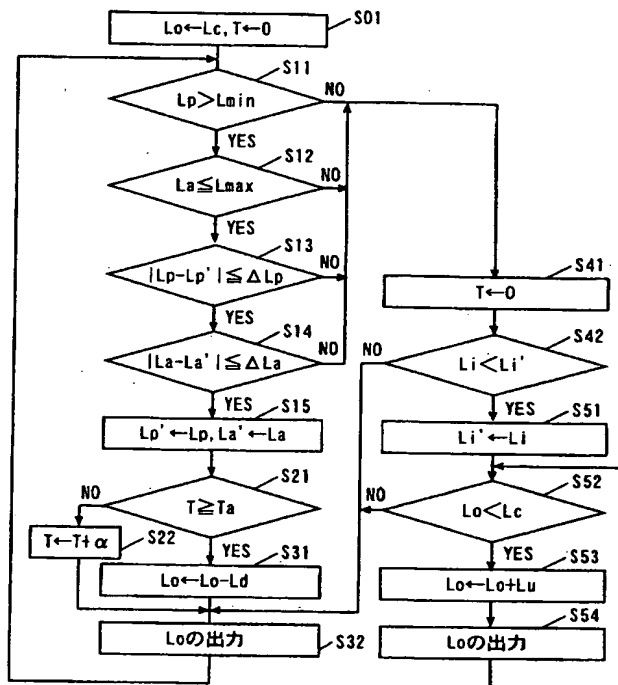 Lo←Lc, T←0
S01
S11
Lp>Lmin
NO
YES
S12
La≦Lmax
NO
YES
S13
|Lp-Lp'|≦ΔLp
NO
YES
S14
|La-La'|≦ΔLa
NO
YES
S15
Lp'←Lp, La'←La
S21
T≧Ta
NO
YES
T←T+α
S22
S31
Lo←Lo-Ld
Loの出力
S32
S41
T←0
S42
Li<Li'
NO
YES
S51
Li'←Li
S52
Lo<Lc
NO
YES
S53
Lo←Lo+Lu
S54
Loの出力